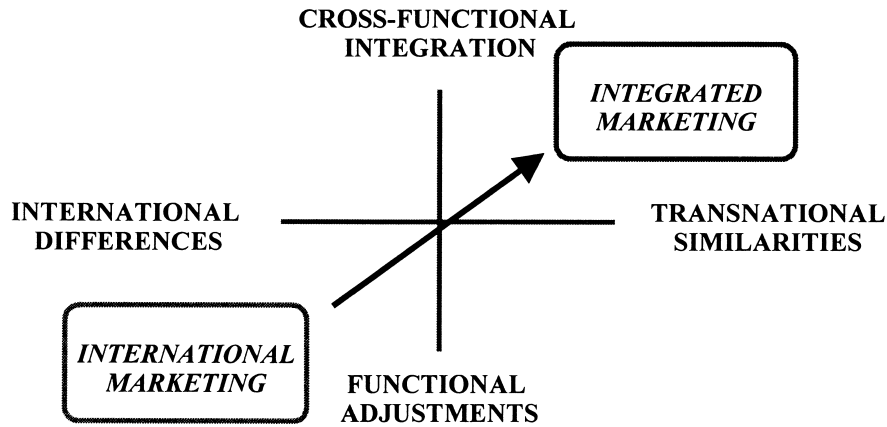 CROSS-FUNCTIONAL
INTEGRATION
INTEGRATED
MARKETING
INTERNATIONAL
DIFFERENCES
TRANSNATIONAL
SIMILARITIES
INTERNATIONAL
MARKETING
FUNCTIONAL
ADJUSTMENTS